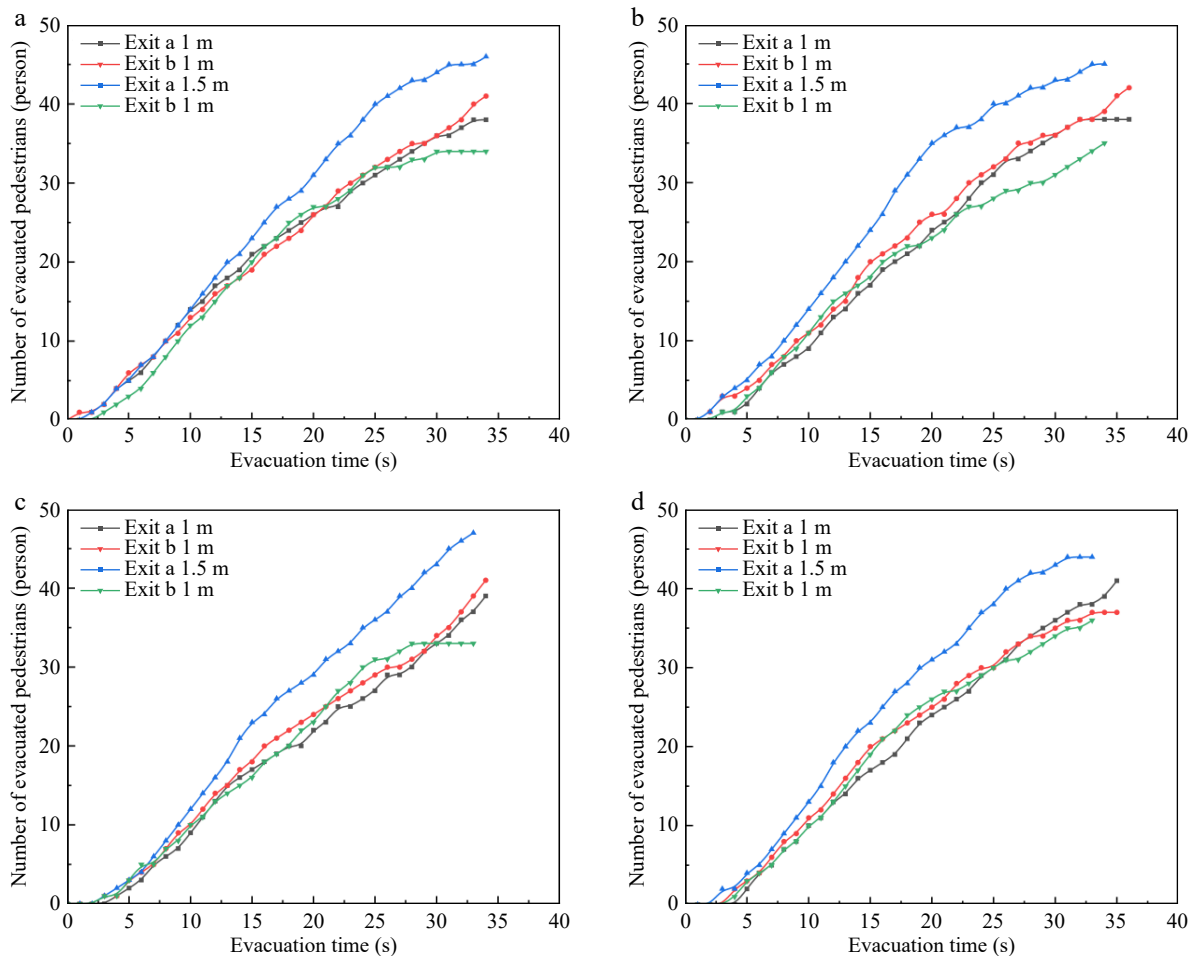 a
50
40
30
20
10
0
Number of evacuated pedestrians (person)
Exit a 1 m
Exit b 1 m
Exit a 1.5 m
Exit b 1 m
0 5 10 15 20 25 30 35 40
Evacuation time (s)
b
50
40
30
20
10
0
Number of evacuated pedestrians (person)
Exit a 1 m
Exit b 1 m
Exit a 1.5 m
Exit b 1 m
0 5 10 15 20 25 30 35 40
Evacuation time (s)
c
50
40
30
20
10
0
Number of evacuated pedestrians (person)
Exit a 1 m
Exit b 1 m
Exit a 1.5 m
Exit b 1 m
0 5 10 15 20 25 30 35 40
Evacuation time (s)
d
50
40
30
20
10
0
Number of evacuated pedestrians (person)
Exit a 1 m
Exit b 1 m
Exit a 1.5 m
Exit b 1 m
0 5 10 15 20 25 30 35 40
Evacuation time (s)